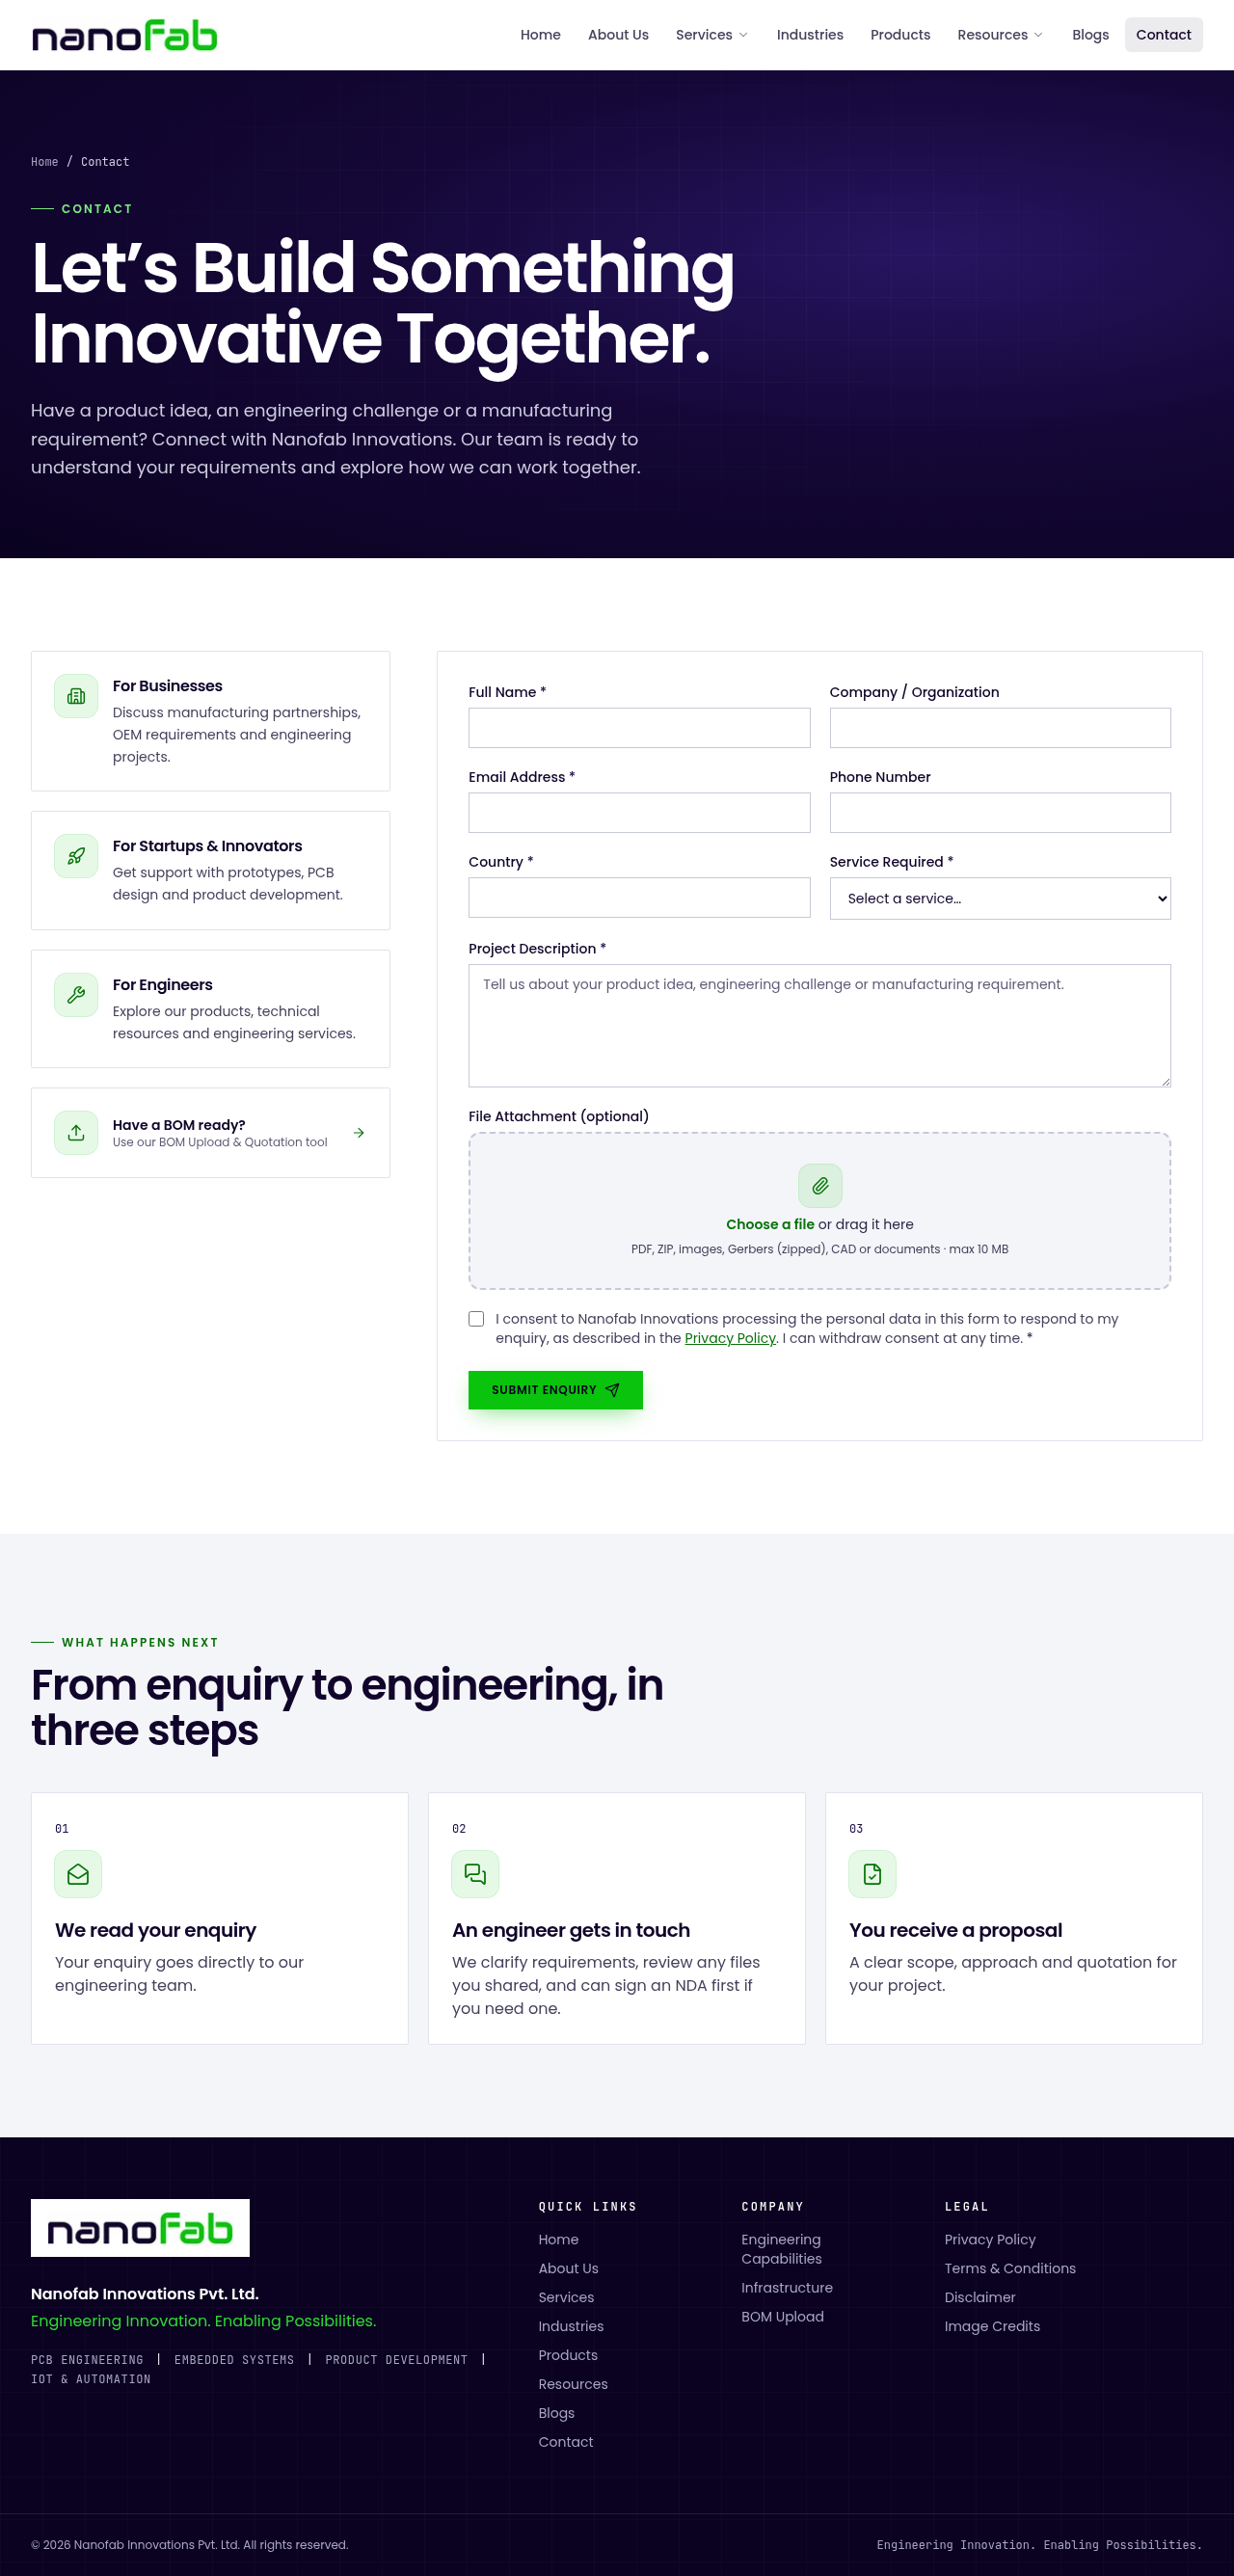 nanofab
Home
About Us
Services
Industries
Products
Resources
Blogs
Contact
Home / Contact
CONTACT
Let’s Build Something
Innovative Together.
Have a product idea, an engineering challenge or a manufacturing
requirement? Connect with Nanofab Innovations. Our team is ready to
understand your requirements and explore how we can work together.
For Businesses
Discuss manufacturing partnerships,
OEM requirements and engineering
projects.
For Startups & Innovators
Get support with prototypes, PCB
design and product development.
For Engineers
Explore our products, technical
resources and engineering services.
Have a BOM ready?
Use our BOM Upload & Quotation tool
Full Name *
Company / Organization
Email Address *
Phone Number
Country *
Service Required *
Select a service…
Project Description *
Tell us about your product idea, engineering challenge or manufacturing requirement.
File Attachment (optional)
Choose a file or drag it here
PDF, ZIP, images, Gerbers (zipped), CAD or documents · max 10 MB
I consent to Nanofab Innovations processing the personal data in this form to respond to my
enquiry, as described in the Privacy Policy. I can withdraw consent at any time. *
SUBMIT ENQUIRY
WHAT HAPPENS NEXT
From enquiry to engineering, in
three steps
01
We read your enquiry
Your enquiry goes directly to our
engineering team.
02
An engineer gets in touch
We clarify requirements, review any files
you shared, and can sign an NDA first if
you need one.
03
You receive a proposal
A clear scope, approach and quotation for
your project.
nanofab
Nanofab Innovations Pvt. Ltd.
Engineering Innovation. Enabling Possibilities.
PCB ENGINEERING | EMBEDDED SYSTEMS | PRODUCT DEVELOPMENT |
IOT & AUTOMATION
QUICK LINKS
Home
About Us
Services
Industries
Products
Resources
Blogs
Contact
COMPANY
Engineering
Capabilities
Infrastructure
BOM Upload
LEGAL
Privacy Policy
Terms & Conditions
Disclaimer
Image Credits
© 2026 Nanofab Innovations Pvt. Ltd. All rights reserved.
Engineering Innovation. Enabling Possibilities.